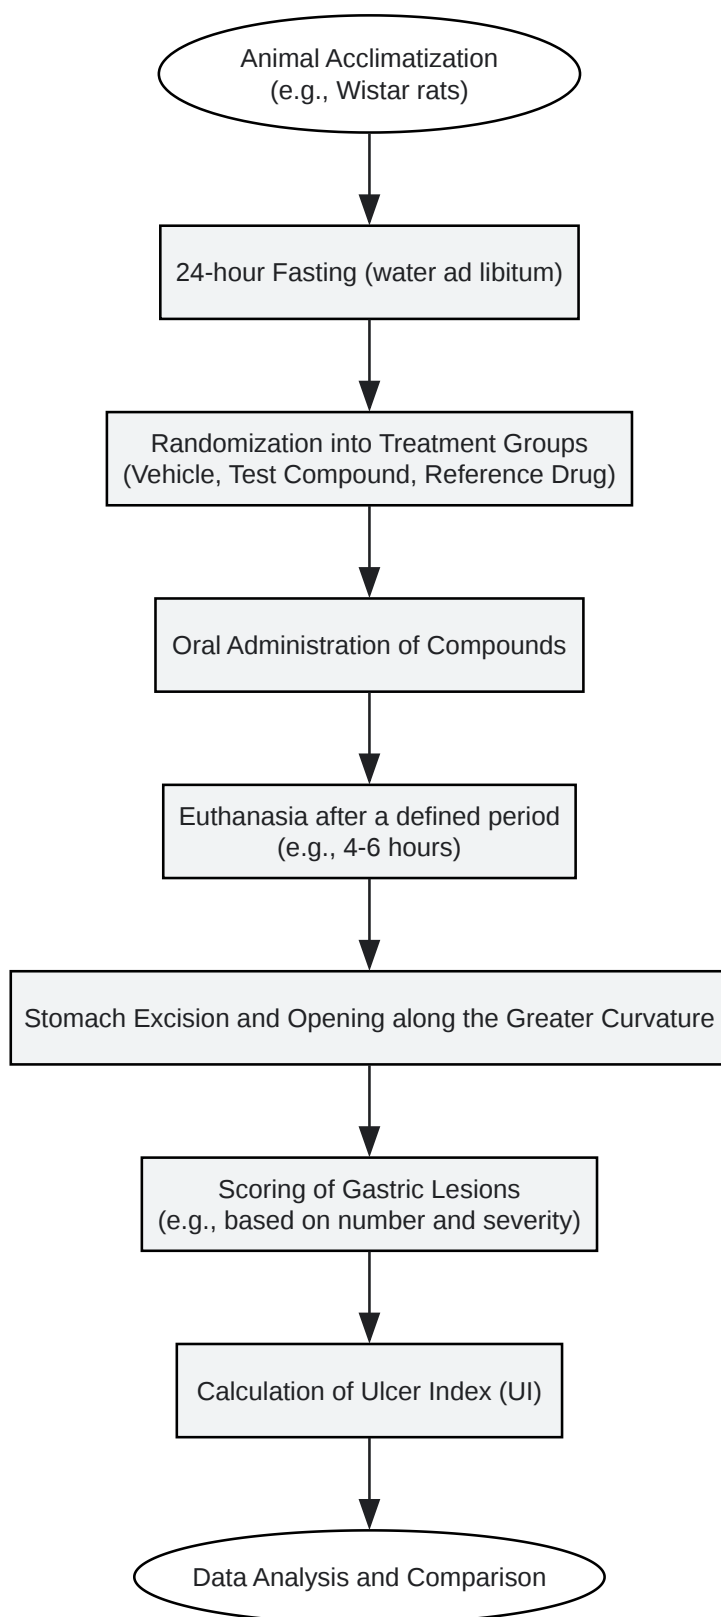 Animal Acclimatization
(e.g., Wistar rats)
24-hour Fasting (water ad libitum)
Randomization into Treatment Groups
(Vehicle, Test Compound, Reference Drug)
Oral Administration of Compounds
Euthanasia after a defined period
(e.g., 4-6 hours)
Stomach Excision and Opening along the Greater Curvature
Scoring of Gastric Lesions
(e.g., based on number and severity)
Calculation of Ulcer Index (UI)
Data Analysis and Comparison